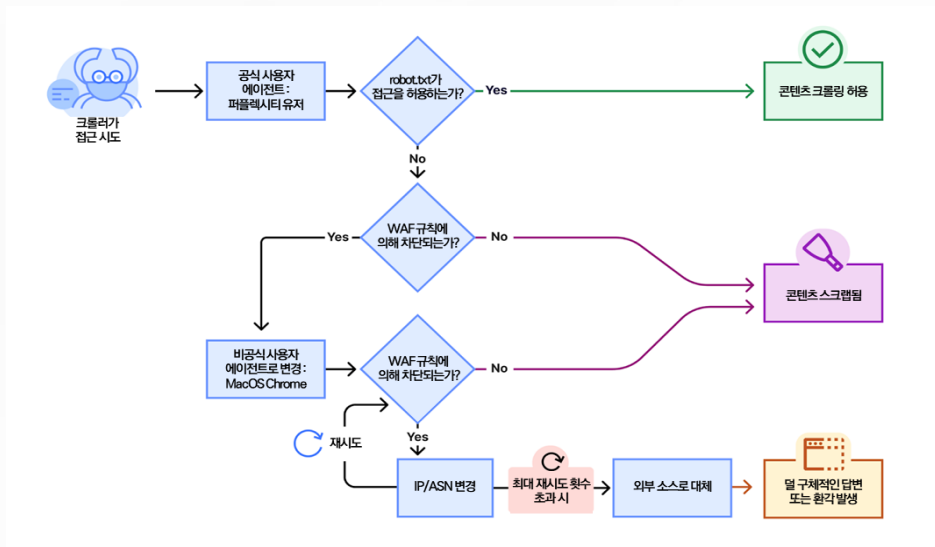 크롤러가
접근 시도
공식 사용자
에이전트 :
퍼플렉시티 유저
robot.txt가
접근을 허용하는가?
Yes
콘텐츠 크롤링 허용
No
WAF 규칙에
의해 차단되는가?
Yes
No
콘텐츠 스크랩됨
비공식 사용자
에이전트로 변경 :
MacOS Chrome
WAF 규칙에
의해 차단되는가?
No
Yes
재시도
IP/ASN 변경
최대 재시도 횟수
초과 시
외부 소스로 대체
덜 구체적인 답변
또는 환각 발생